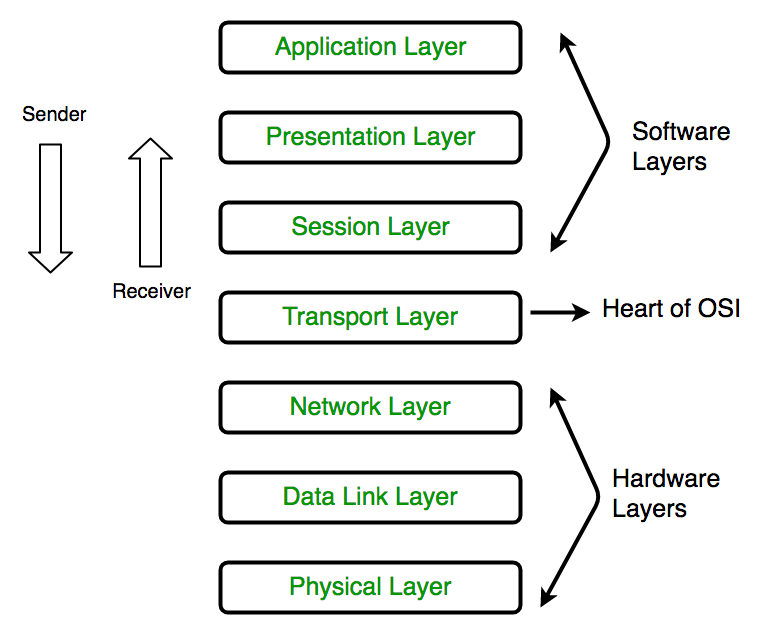 Application Layer
Sender
Presentation Layer
Software
Layers
Session Layer
Receiver
Transport Layer
Heart of OSI
Network Layer
Data Link Layer
Hardware
Layers
Physical Layer